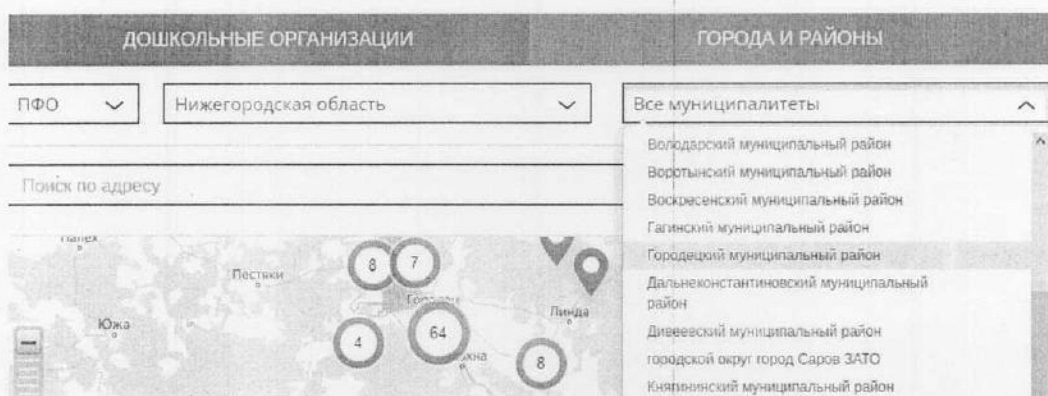 ДОШКОЛЬНЫЕ ОРГАНИЗАЦИИ
ГОРОДА И РАЙОНЫ
ПФО
Нижегородская область
Все муниципалитеты
Поиск по адресу
Володарский муниципальный район
Воротынский муниципальный район
Воскресенский муниципальный район
Гагинский муниципальный район
Городецкий муниципальный район
Дальнеконстантиновский муниципальный
район
Дивеевский муниципальный район
городской округ город Саров ЗАТО
Княгининский муниципальный район
8
7
Пестяки
Линда
Южа
64
4
8